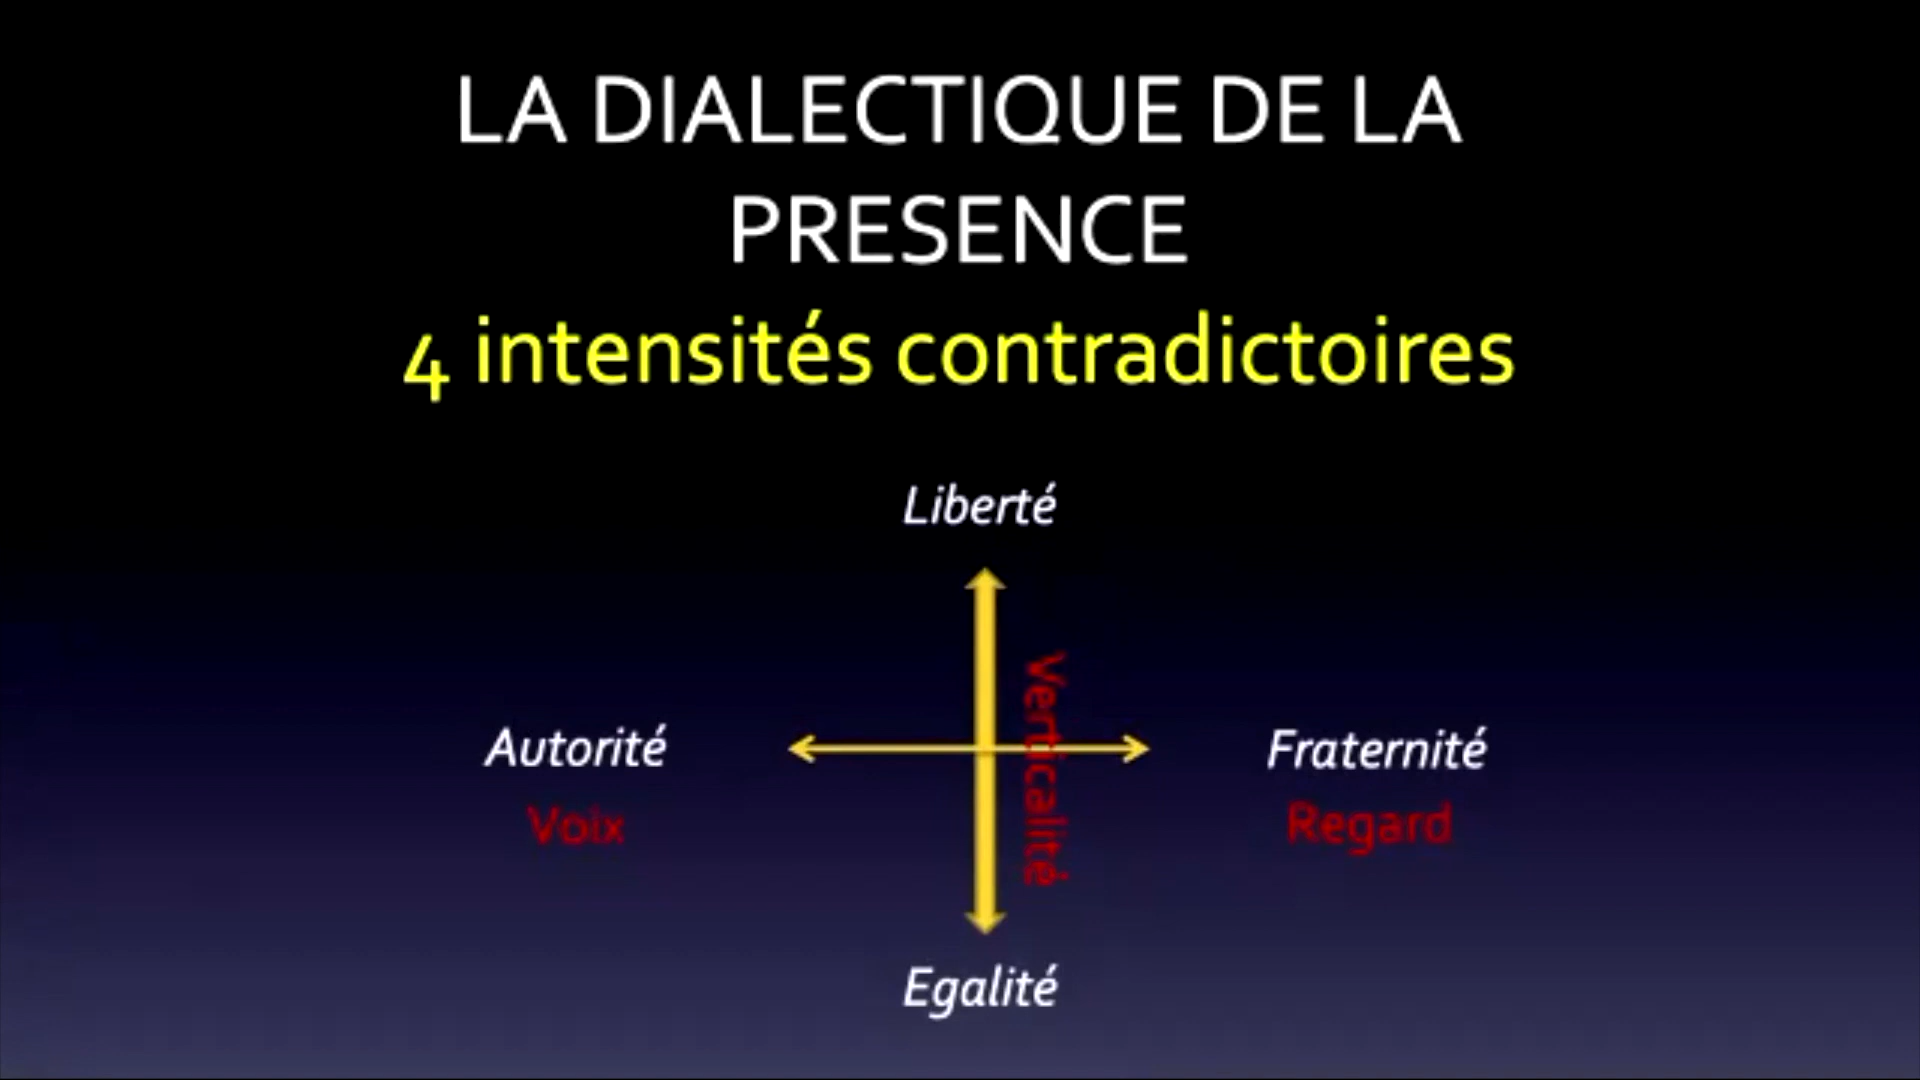 LA DIALECTIQUE DE LA
PRESENCE
4 intensités contradictoires
Liberté
Verticalité
Autorité
Fraternité
Voix
Regard
Egalité